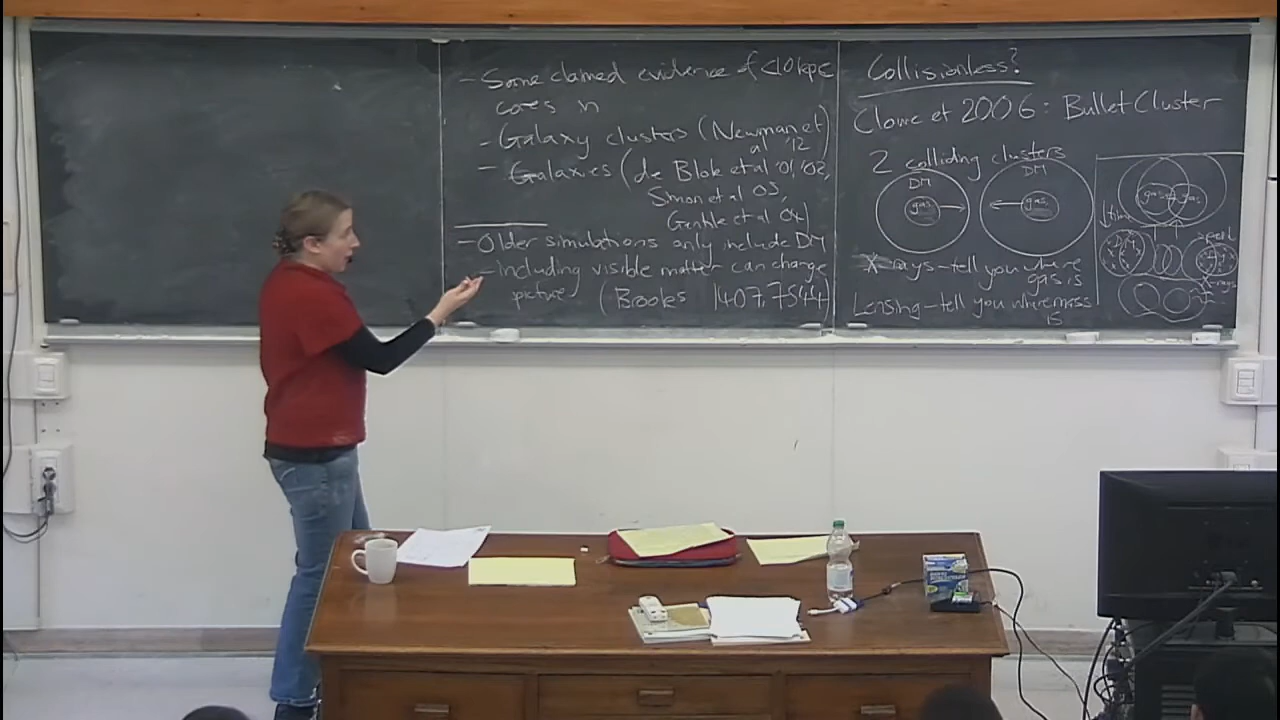 - Some claimed evidence of <10 kpc
cores in
- Galaxy clusters (Newman et
al '12)
- Galaxies (de Blok et al '01, '02,
Simon et al 05,
Gentile et al 04)
- Older simulations only include DM
- Including visible matter can change
picture (Brooks 1407.7544)
Collisionless?
Clowe et 2006: Bullet Cluster
2 colliding clusters
DM
gas
DM
gas
X-rays - tell you where
gas is
Lensing - tell you where mass
is
gas
gas
time
DM
X-rays